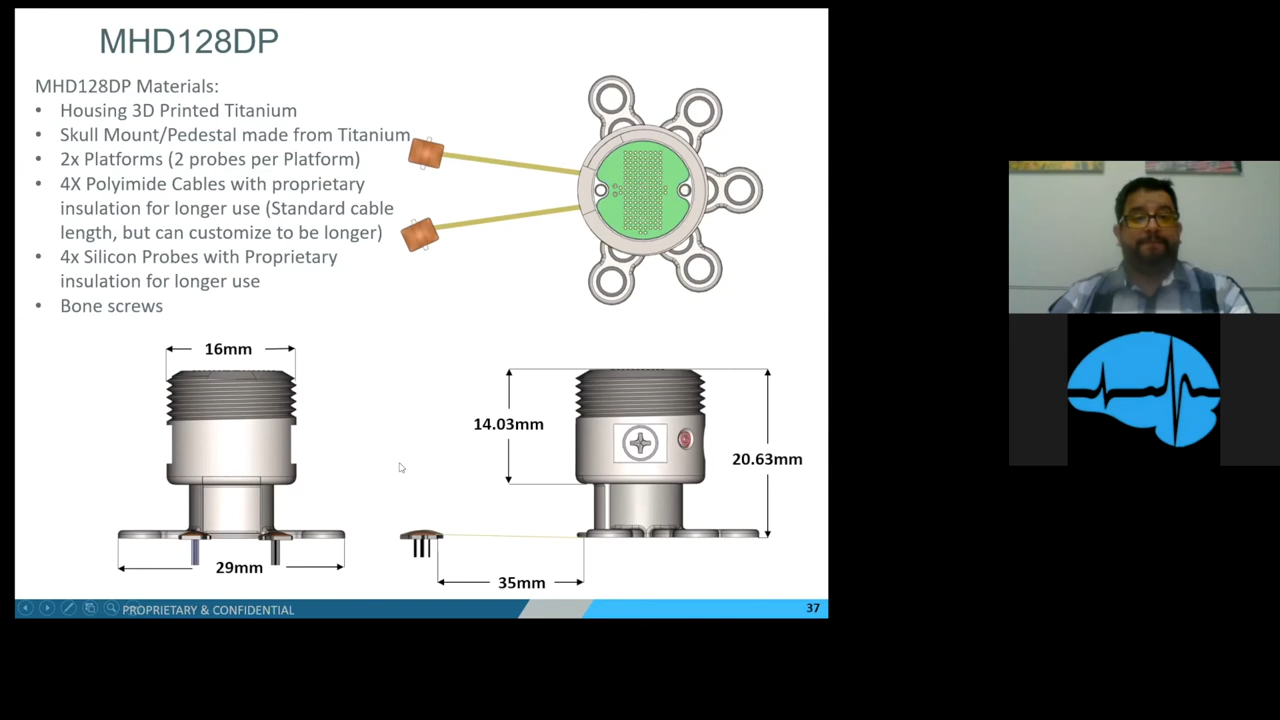 MHD128DP
MHD128DP Materials:
• Housing 3D Printed Titanium
• Skull Mount/Pedestal made from Titanium
• 2x Platforms (2 probes per Platform)
• 4X Polyimide Cables with proprietary
insulation for longer use (Standard cable
length, but can customize to be longer)
• 4x Silicon Probes with Proprietary
insulation for longer use
• Bone screws
16mm
14.03mm
20.63mm
29mm
35mm
PROPRIETARY & CONFIDENTIAL
37